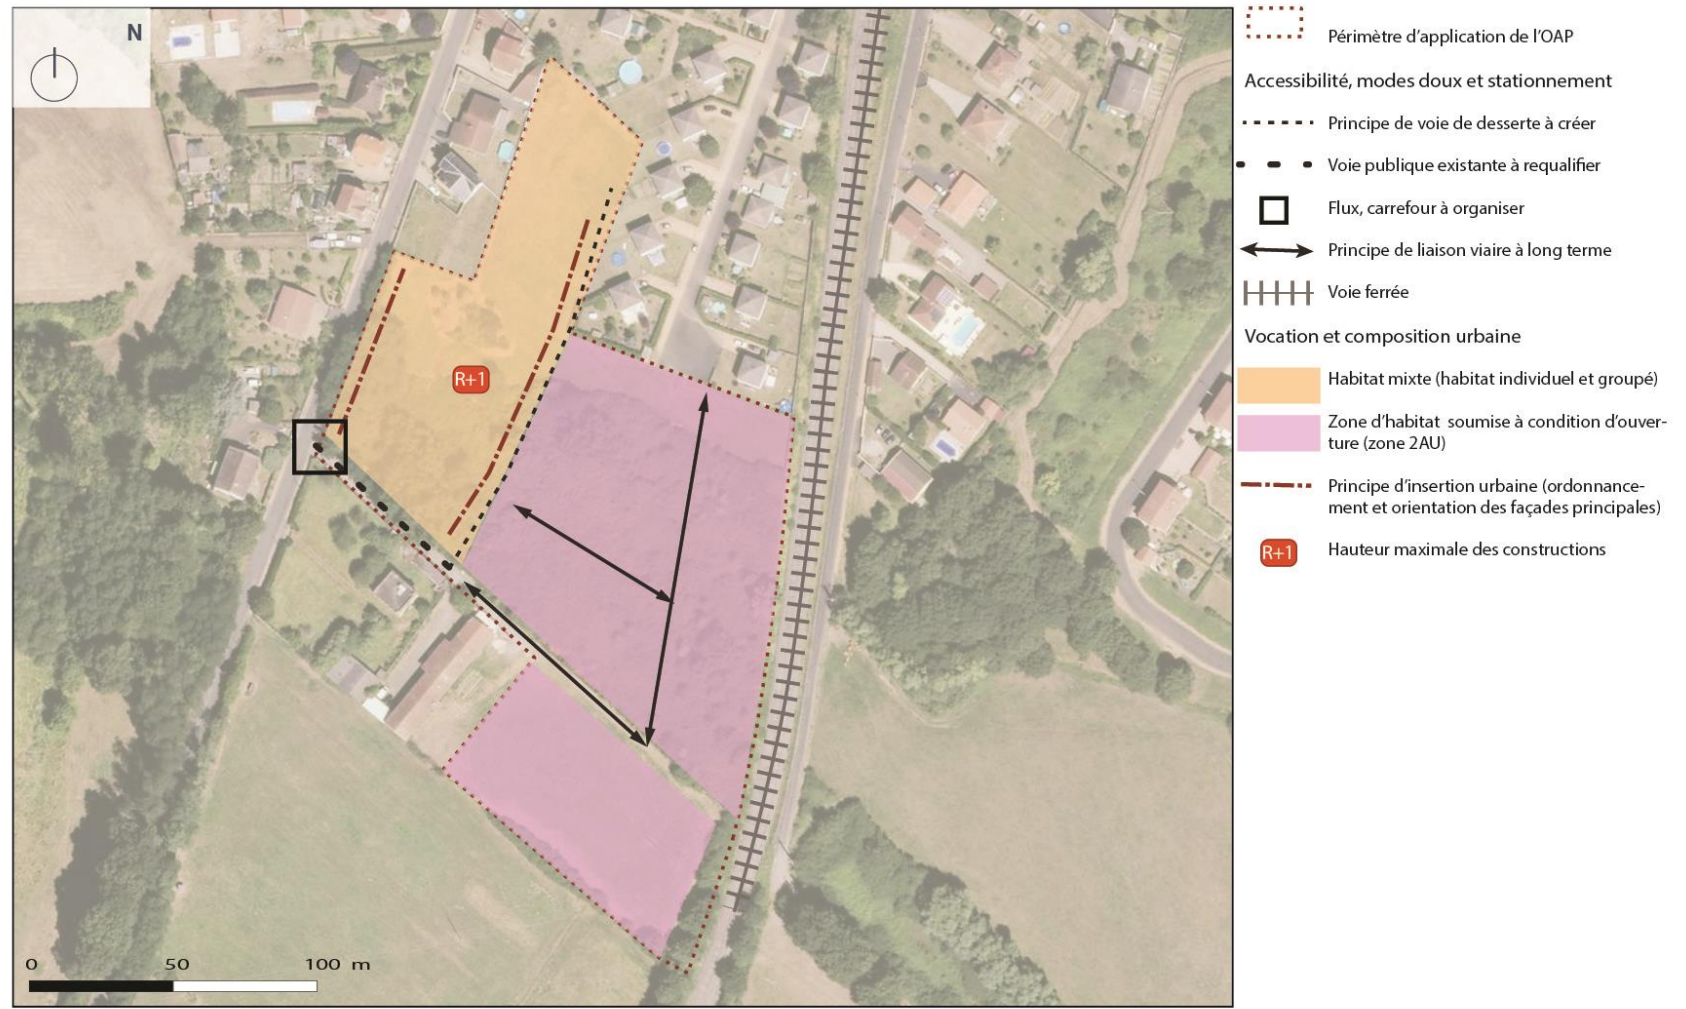 N
Périmètre d'application de l'OAP
Accessibilité, modes doux et stationnement
Principe de voie de desserte à créer
Voie publique existante à requalifier
Flux, carrefour à organiser
Principe de liaison viaire à long terme
Voie ferrée
Vocation et composition urbaine
Habitat mixte (habitat individuel et groupé)
Zone d'habitat soumise à condition d'ouver-
ture (zone 2AU)
Principe d'insertion urbaine (ordonnance-
ment et orientation des façades principales)
R+1 Hauteur maximale des constructions
R+1
0 50 100 m